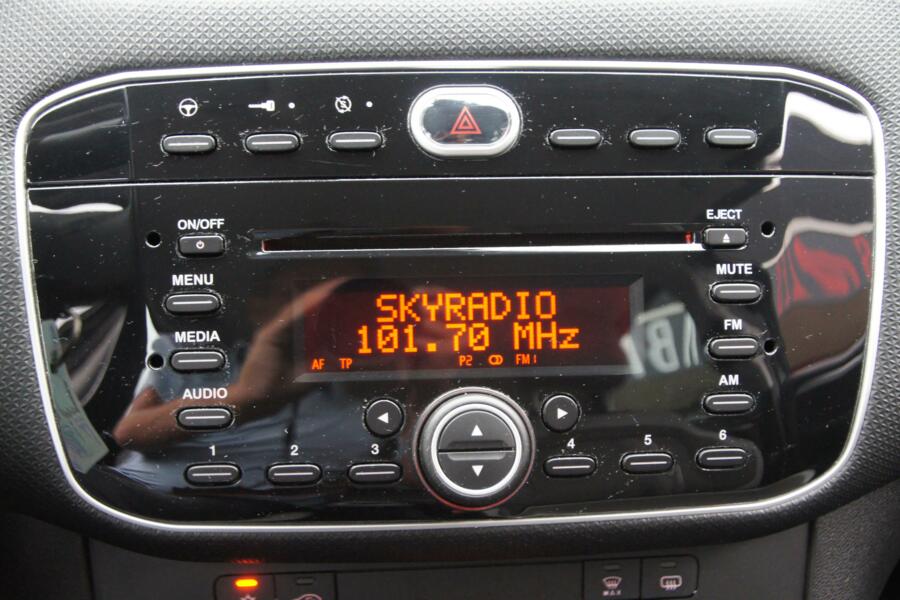 ON/OFF
EJECT
MENU
MUTE
SKYRADIO
101.70 MHz
MEDIA
FM
AF TP P2 FM1
AUDIO
AM
1 2 3 4 5 6
MAX